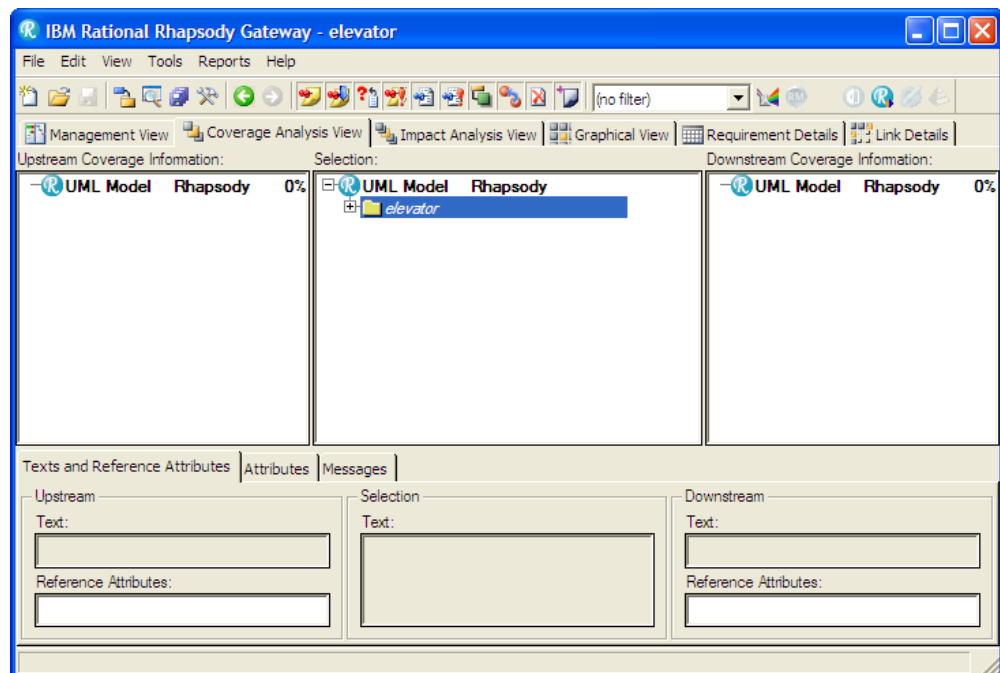 IBM Rational Rhapsody Gateway - elevator
File Edit View Tools Reports Help
(no filter)
Management View Coverage Analysis View Impact Analysis View Graphical View Requirement Details Link Details
Upstream Coverage Information: Selection: Downstream Coverage Information:
UML Model Rhapsody 0% UML Model Rhapsody UML Model Rhapsody 0%
elevator
Texts and Reference Attributes Attributes Messages
Upstream Selection Downstream
Text: Text: Text:
Reference Attributes: Reference Attributes: